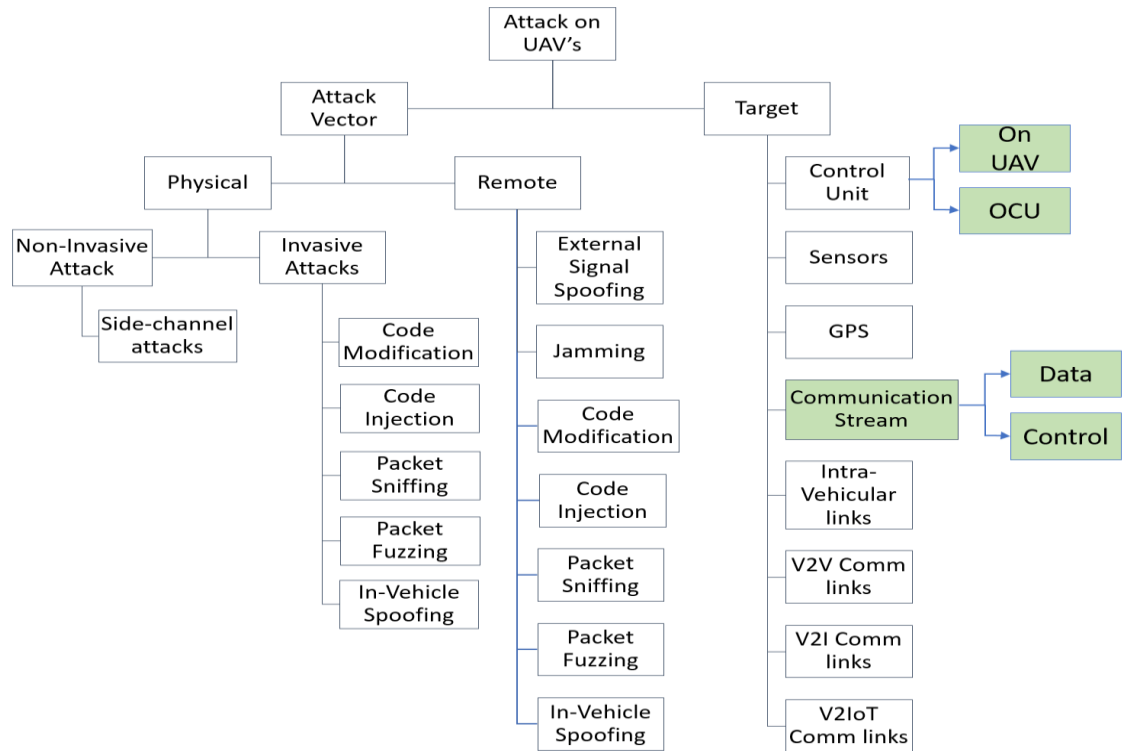 Attack on
UAV's
Attack
Vector
Target
Physical
Remote
Control
Unit
On
UAV
OCU
Non-Invasive
Attack
Invasive
Attacks
External
Signal
Spoofing
Sensors
Side-channel
attacks
Code
Modification
Jamming
GPS
Code
Injection
Code
Modification
Communication
Stream
Data
Control
Packet
Sniffing
Code
Injection
Intra-
Vehicular
links
Packet
Fuzzing
Packet
Sniffing
V2V Comm
links
In-Vehicle
Spoofing
Packet
Fuzzing
V2I Comm
links
In-Vehicle
Spoofing
V2IoT
Comm links